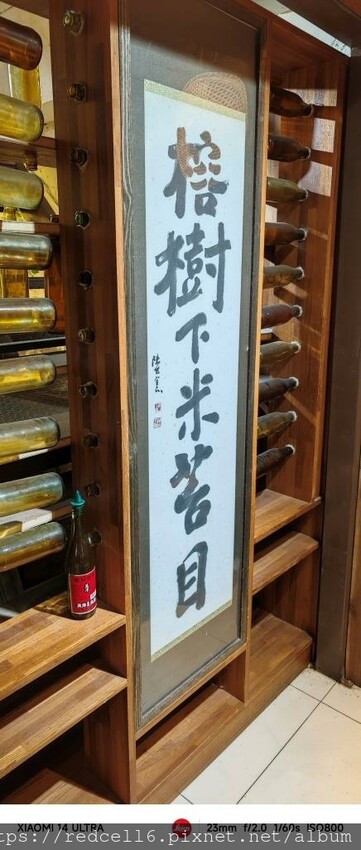 榕樹下米苔目
XIAOMI 14 ULTRA
23mm f/2.0 1/60s ISO800
ttps://redcell6.pixnet.net/album